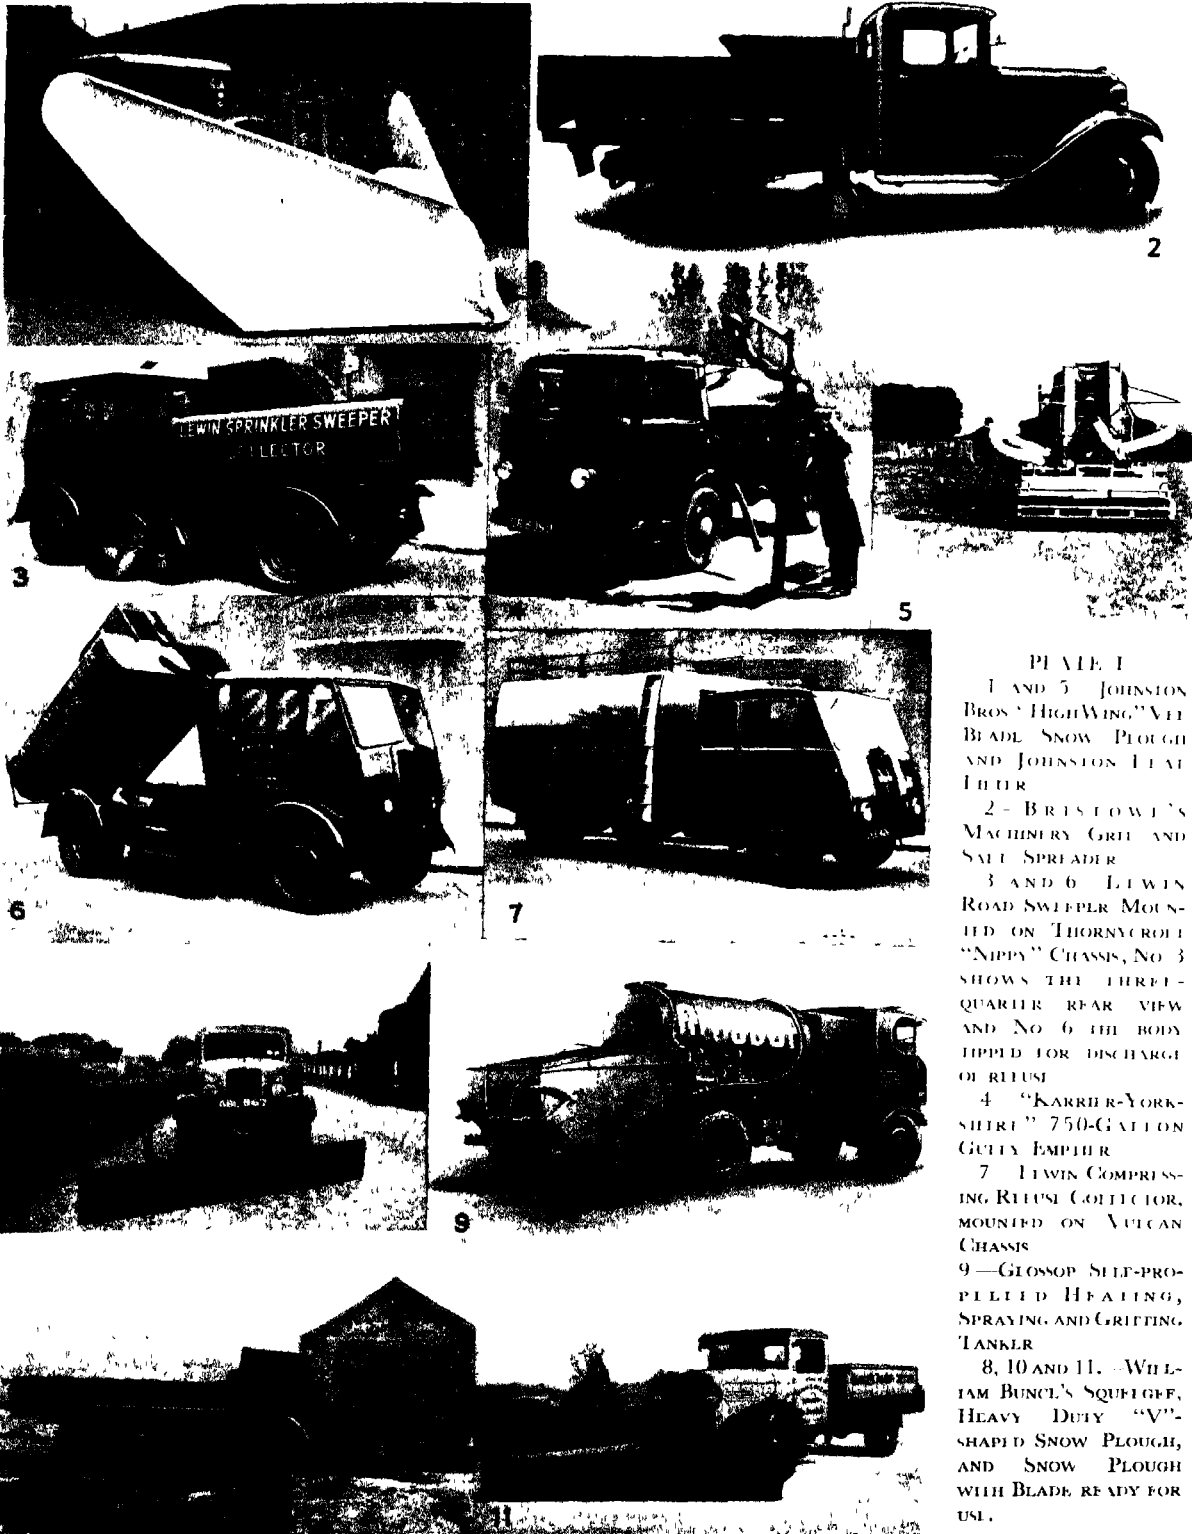 2
LEWIN SPRINKLER SWEEPER
COLLECTOR
3
5
6
7
ABL 867
9
11
PLATE I
1 AND 5 JOHNSTON
BROS "HIGHWING" VEE
BLADE SNOW PLOUGH
AND JOHNSTON LEAF
LIFTER
2 - BRISTOWE'S
MACHINERY GRIT AND
SALT SPREADER
3 AND 6 LEWIN
ROAD SWEEPER MOUN-
TED ON THORNYCROFT
"NIPPY" CHASSIS, NO 3
SHOWS THE THREE-
QUARTER REAR VIEW
AND NO 6 THE BODY
TIPPED FOR DISCHARGE
OF REFUSE
4 "KARRIER-YORK-
SHIRE" 750-GALLON
GULLY EMPTIER
7 LEWIN COMPRESS-
ING REFUSE COLLECTOR,
MOUNTED ON VULCAN
CHASSIS
9 —GLOSSOP SELF-PRO-
PELLED HEATING,
SPRAYING AND GRITTING
TANKER
8, 10 AND 11. —WILL-
IAM BUNCE'S SQUEEGEE,
HEAVY DUTY "V"-
SHAPED SNOW PLOUGH,
AND SNOW PLOUGH
WITH BLADE READY FOR
USE.